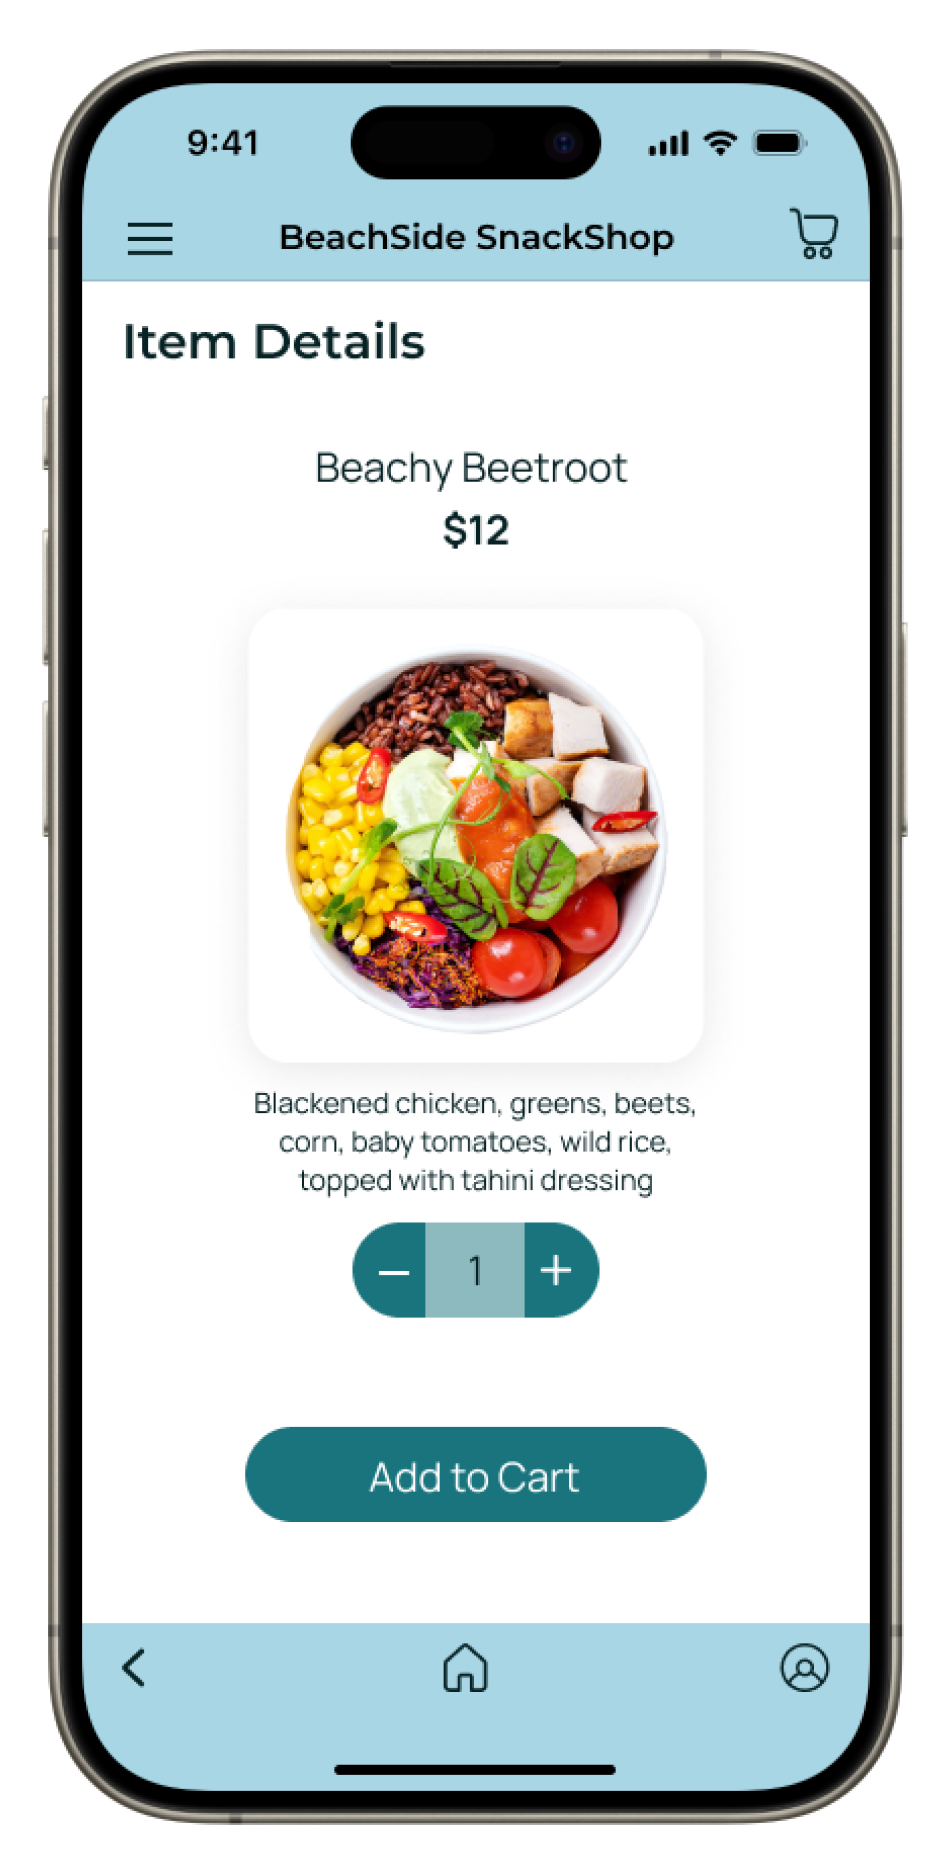 9:41
BeachSide SnackShop
Item Details
Beachy Beetroot
$12
Blackened chicken, greens, beets,
corn, baby tomatoes, wild rice,
topped with tahini dressing
– 1 +
Add to Cart